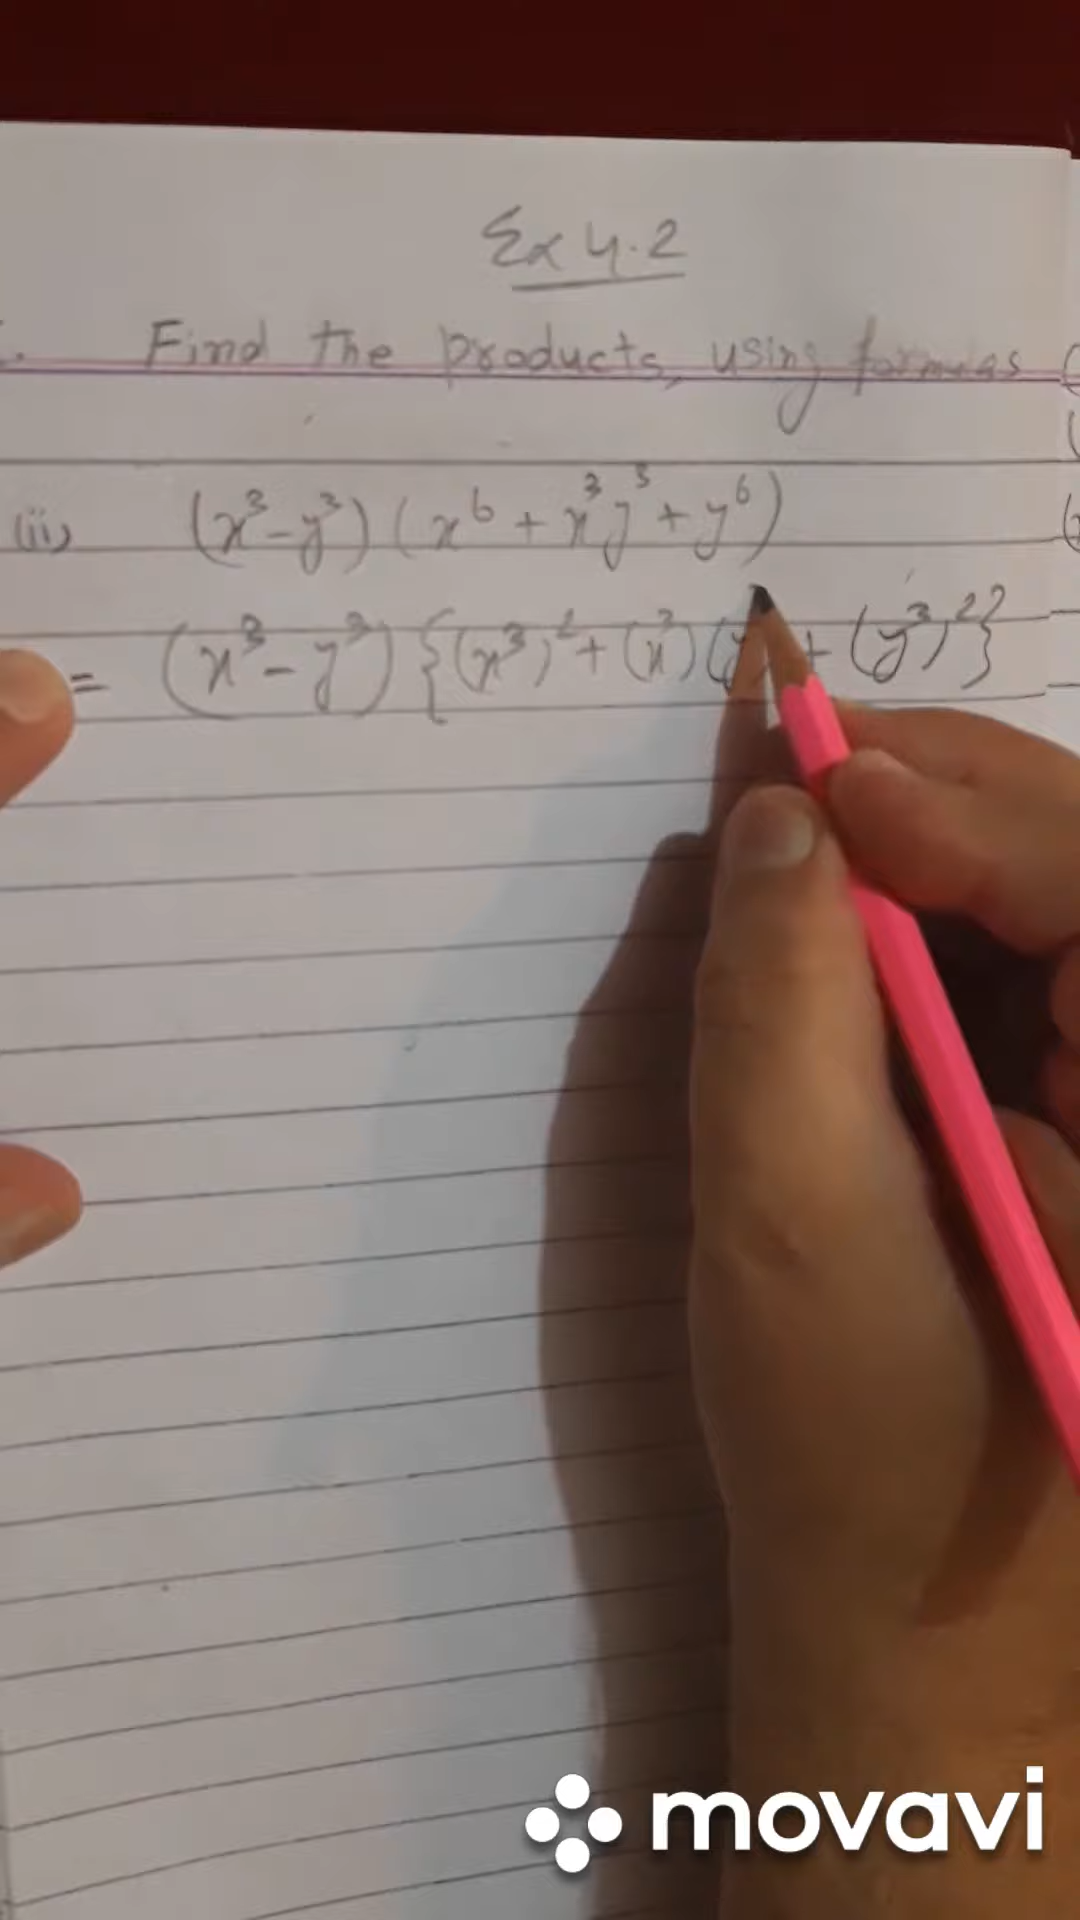 Ex 4.2
Find the products, using formulas
(ii) (x³-y³)(x⁶+x³y³+y⁶)
= (x³-y³){(x³)²+(x³)(y + (y³)²}
movavi